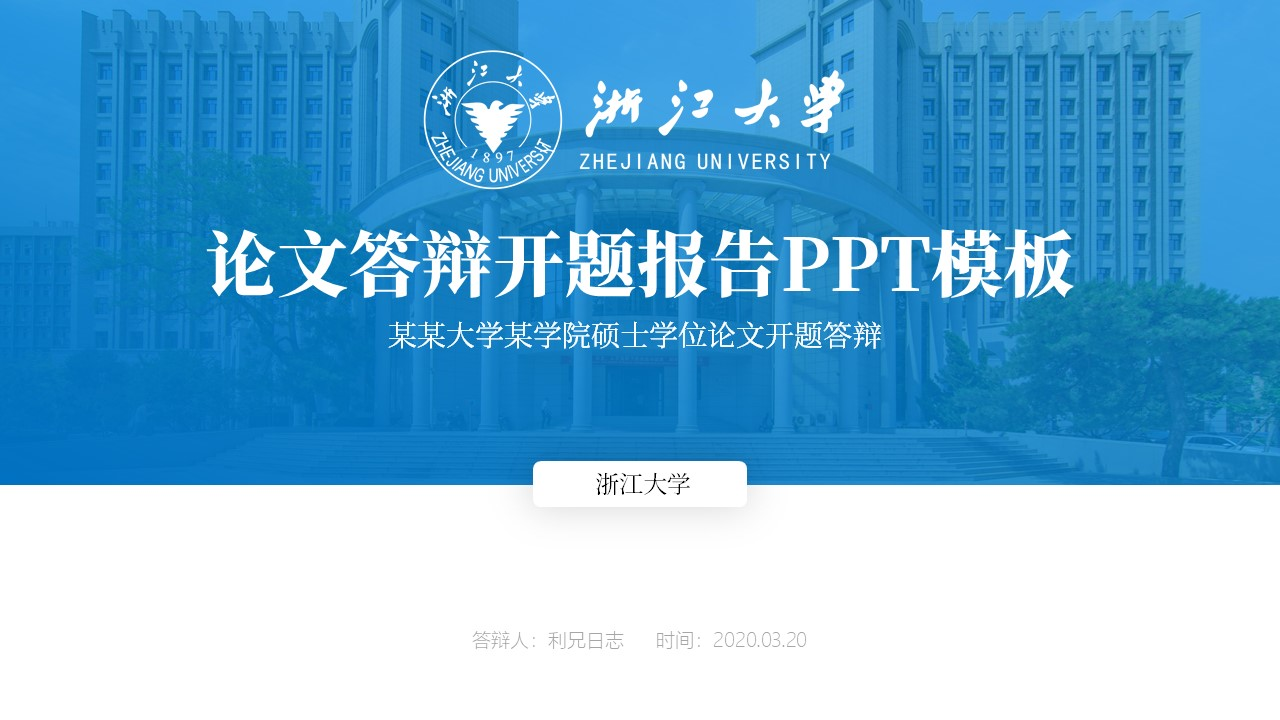 浙江大学
ZHEJIANG UNIVERSITY
1897
浙江大学
ZHEJIANG UNIVERSITY
论文答辩开题报告PPT模板
某某大学某学院硕士学位论文开题答辩
浙江大学
答辩人：利兄日志 时间：2020.03.20